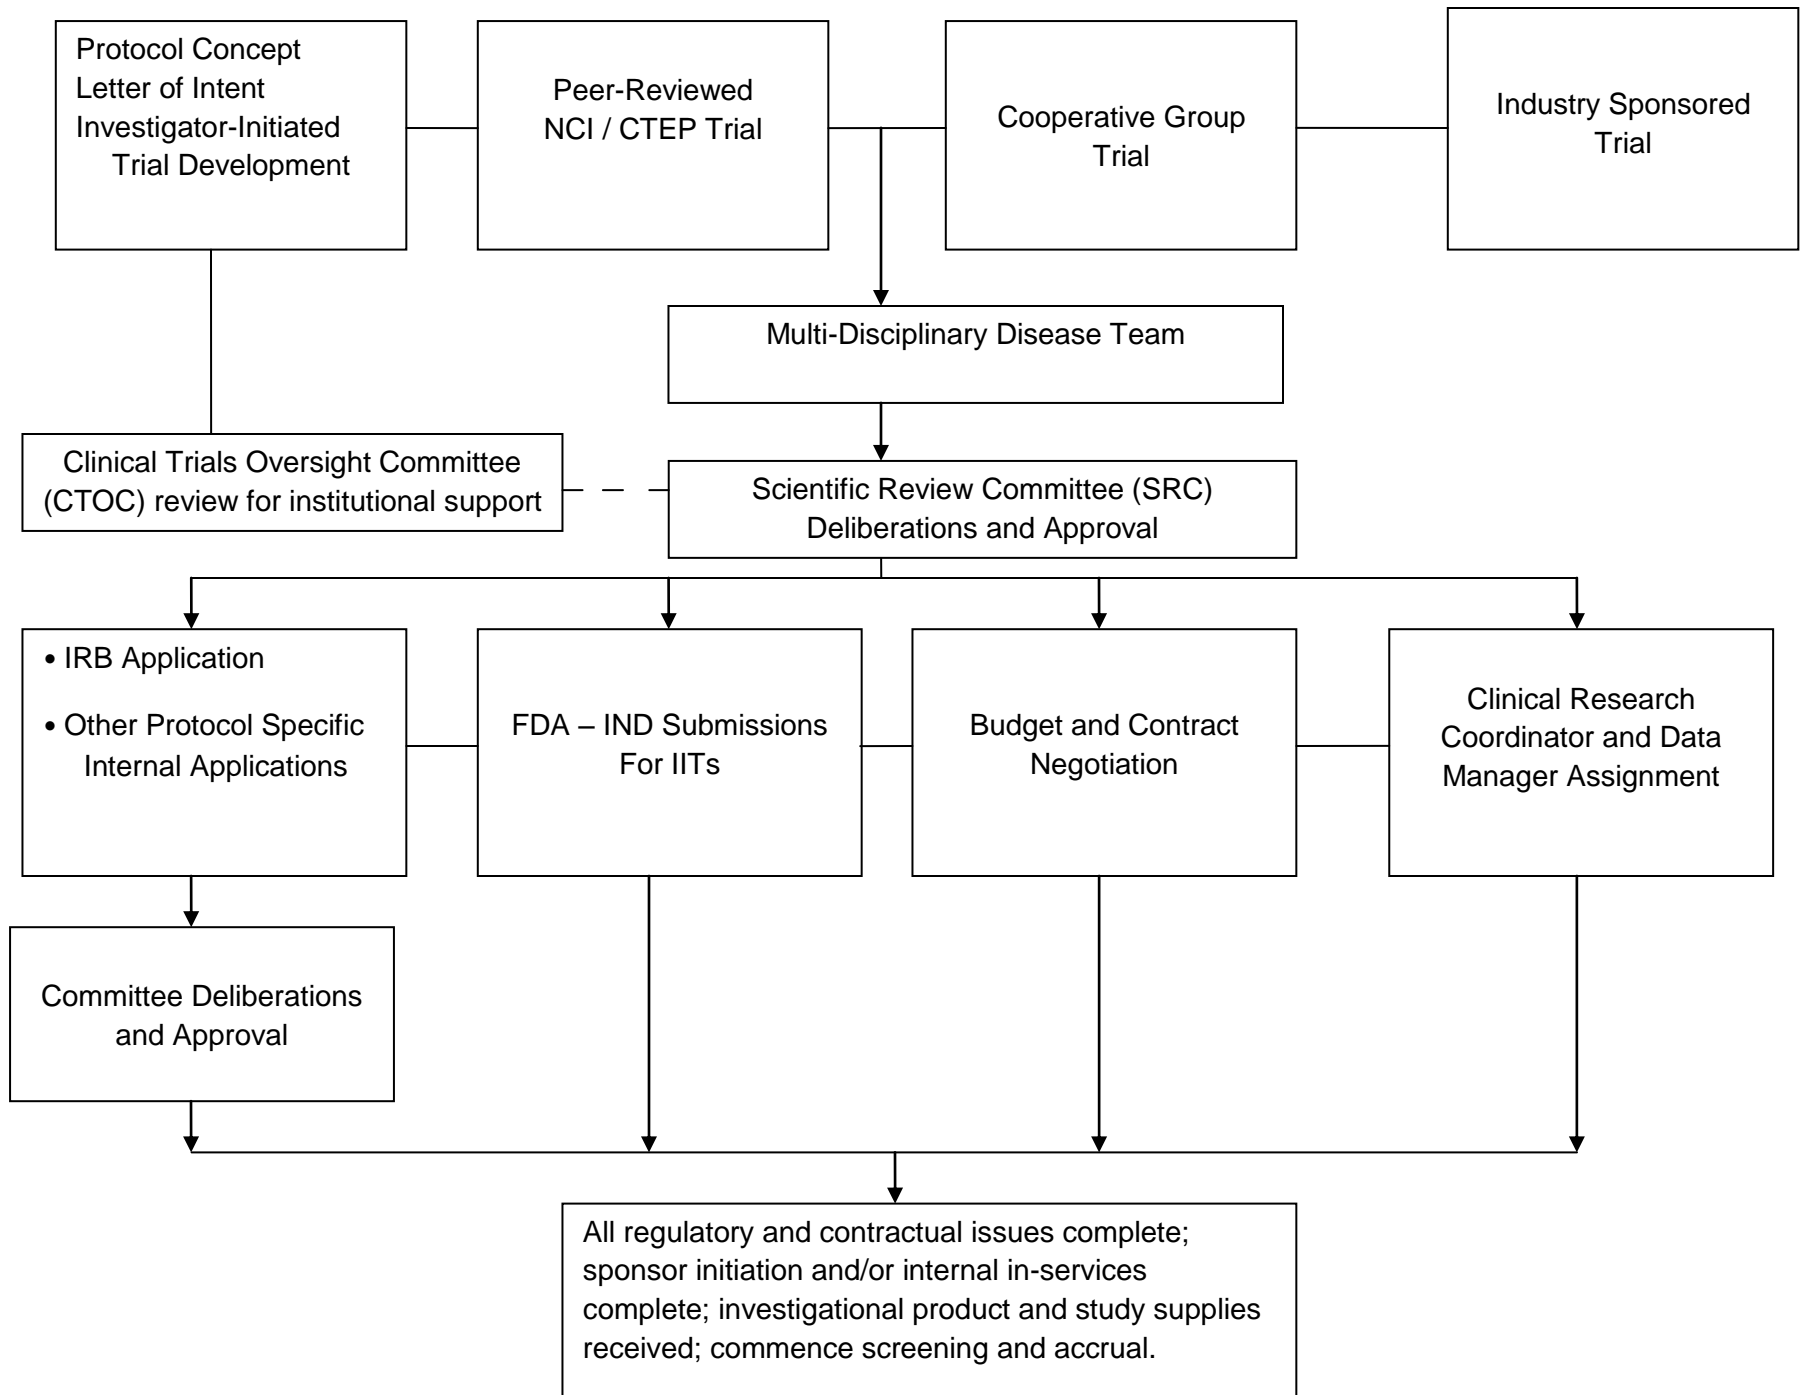 Protocol Concept
Letter of Intent
Investigator-Initiated
Trial Development
Peer-Reviewed
NCI / CTEP Trial
Cooperative Group
Trial
Industry Sponsored
Trial
Multi-Disciplinary Disease Team
Clinical Trials Oversight Committee
(CTOC) review for institutional support
Scientific Review Committee (SRC)
Deliberations and Approval
• IRB Application
• Other Protocol Specific
Internal Applications
FDA – IND Submissions
For IITs
Budget and Contract
Negotiation
Clinical Research
Coordinator and Data
Manager Assignment
Committee Deliberations
and Approval
All regulatory and contractual issues complete;
sponsor initiation and/or internal in-services
complete; investigational product and study supplies
received; commence screening and accrual.